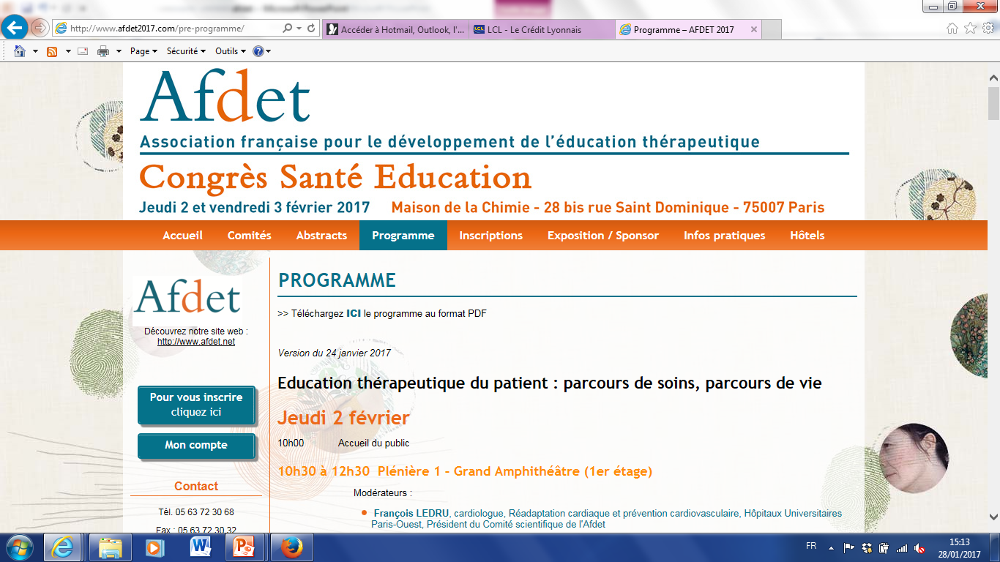 http://www.afdet2017.com/pre-programme/
Accéder à Hotmail, Outlook, l'...
LCL - Le Crédit Lyonnais
Programme – AFDET 2017
Page
Sécurité
Outils
Afdet
Association française pour le développement de l'éducation thérapeutique
Congrès Santé Education
Jeudi 2 et vendredi 3 février 2017 Maison de la Chimie - 28 bis rue Saint Dominique - 75007 Paris
Accueil Comités Abstracts Programme Inscriptions Exposition / Sponsor Infos pratiques Hôtels
Afdet
Découvrez notre site web :
http://www.afdet.net
Pour vous inscrire
cliquez ici
Mon compte
Contact
Tél. 05 63 72 30 68
Fax : 05 63 72 30 32
PROGRAMME
>> Téléchargez ICI le programme au format PDF
Version du 24 janvier 2017
Education thérapeutique du patient : parcours de soins, parcours de vie
Jeudi 2 février
10h00 Accueil du public
10h30 à 12h30 Plénière 1 – Grand Amphithéâtre (1er étage)
Modérateurs :
François LEDRU, cardiologue, Réadaptation cardiaque et prévention cardiovasculaire, Hôpitaux Universitaires
Paris-Ouest, Président du Comité scientifique de l'Afdet
FR
15:13
28/01/2017